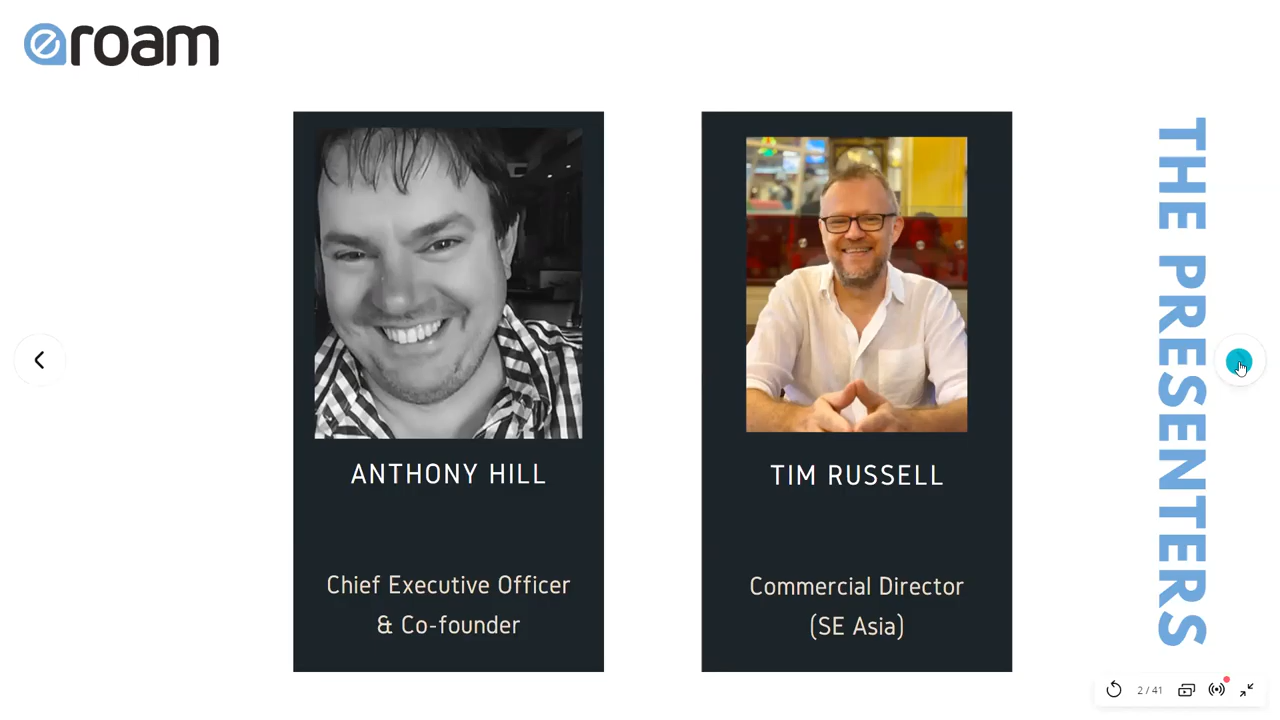 eroam
ANTHONY HILL
Chief Executive Officer
& Co-founder
TIM RUSSELL
Commercial Director
(SE Asia)
THE PRESENTERS
2 / 41